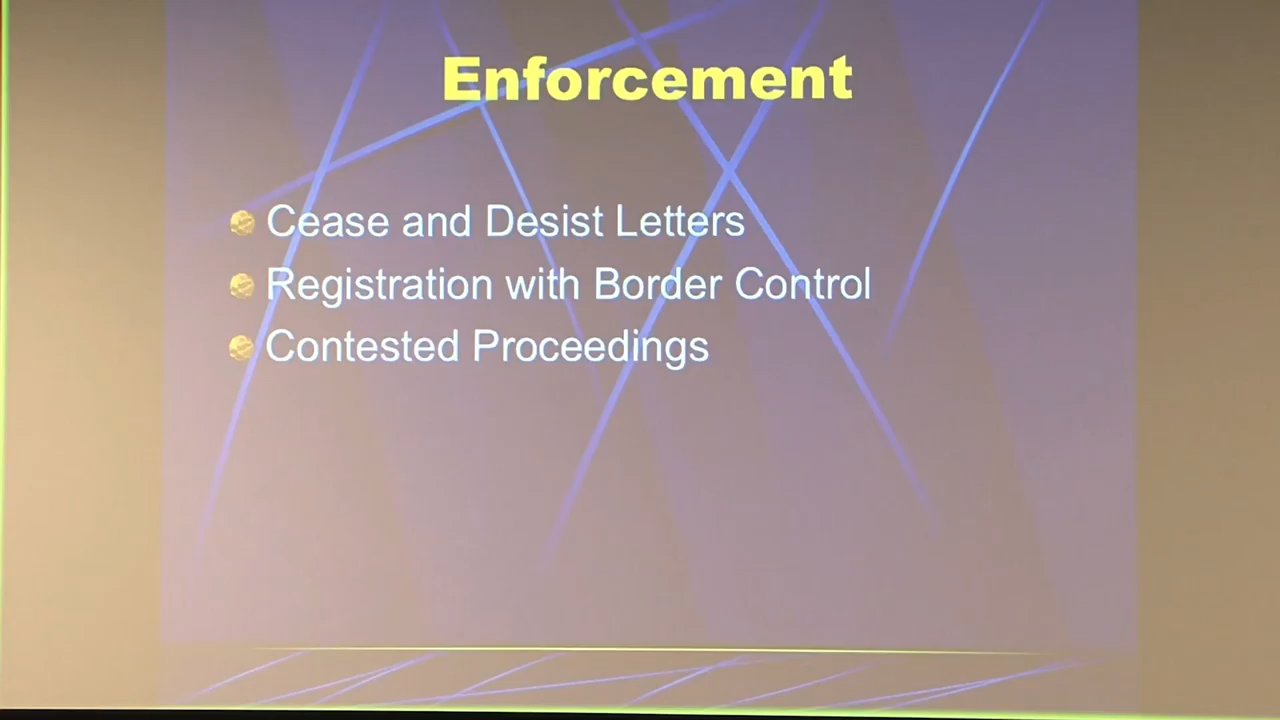 Enforcement
Cease and Desist Letters
Registration with Border Control
Contested Proceedings